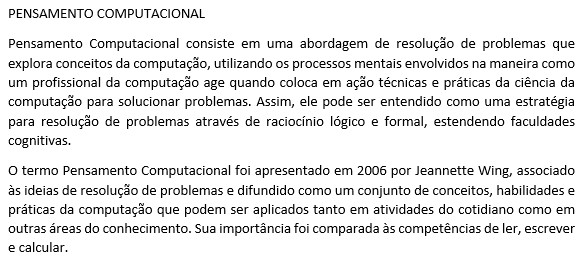 PENSAMENTO COMPUTACIONAL
Pensamento Computacional consiste em uma abordagem de resolução de problemas que
explora conceitos da computação, utilizando os processos mentais envolvidos na maneira como
um profissional da computação age quando coloca em ação técnicas e práticas da ciência da
computação para solucionar problemas. Assim, ele pode ser entendido como uma estratégia
para resolução de problemas através de raciocínio lógico e formal, estendendo faculdades
cognitivas.
O termo Pensamento Computacional foi apresentado em 2006 por Jeannette Wing, associado
às ideias de resolução de problemas e difundido como um conjunto de conceitos, habilidades e
práticas da computação que podem ser aplicados tanto em atividades do cotidiano como em
outras áreas do conhecimento. Sua importância foi comparada às competências de ler, escrever
e calcular.